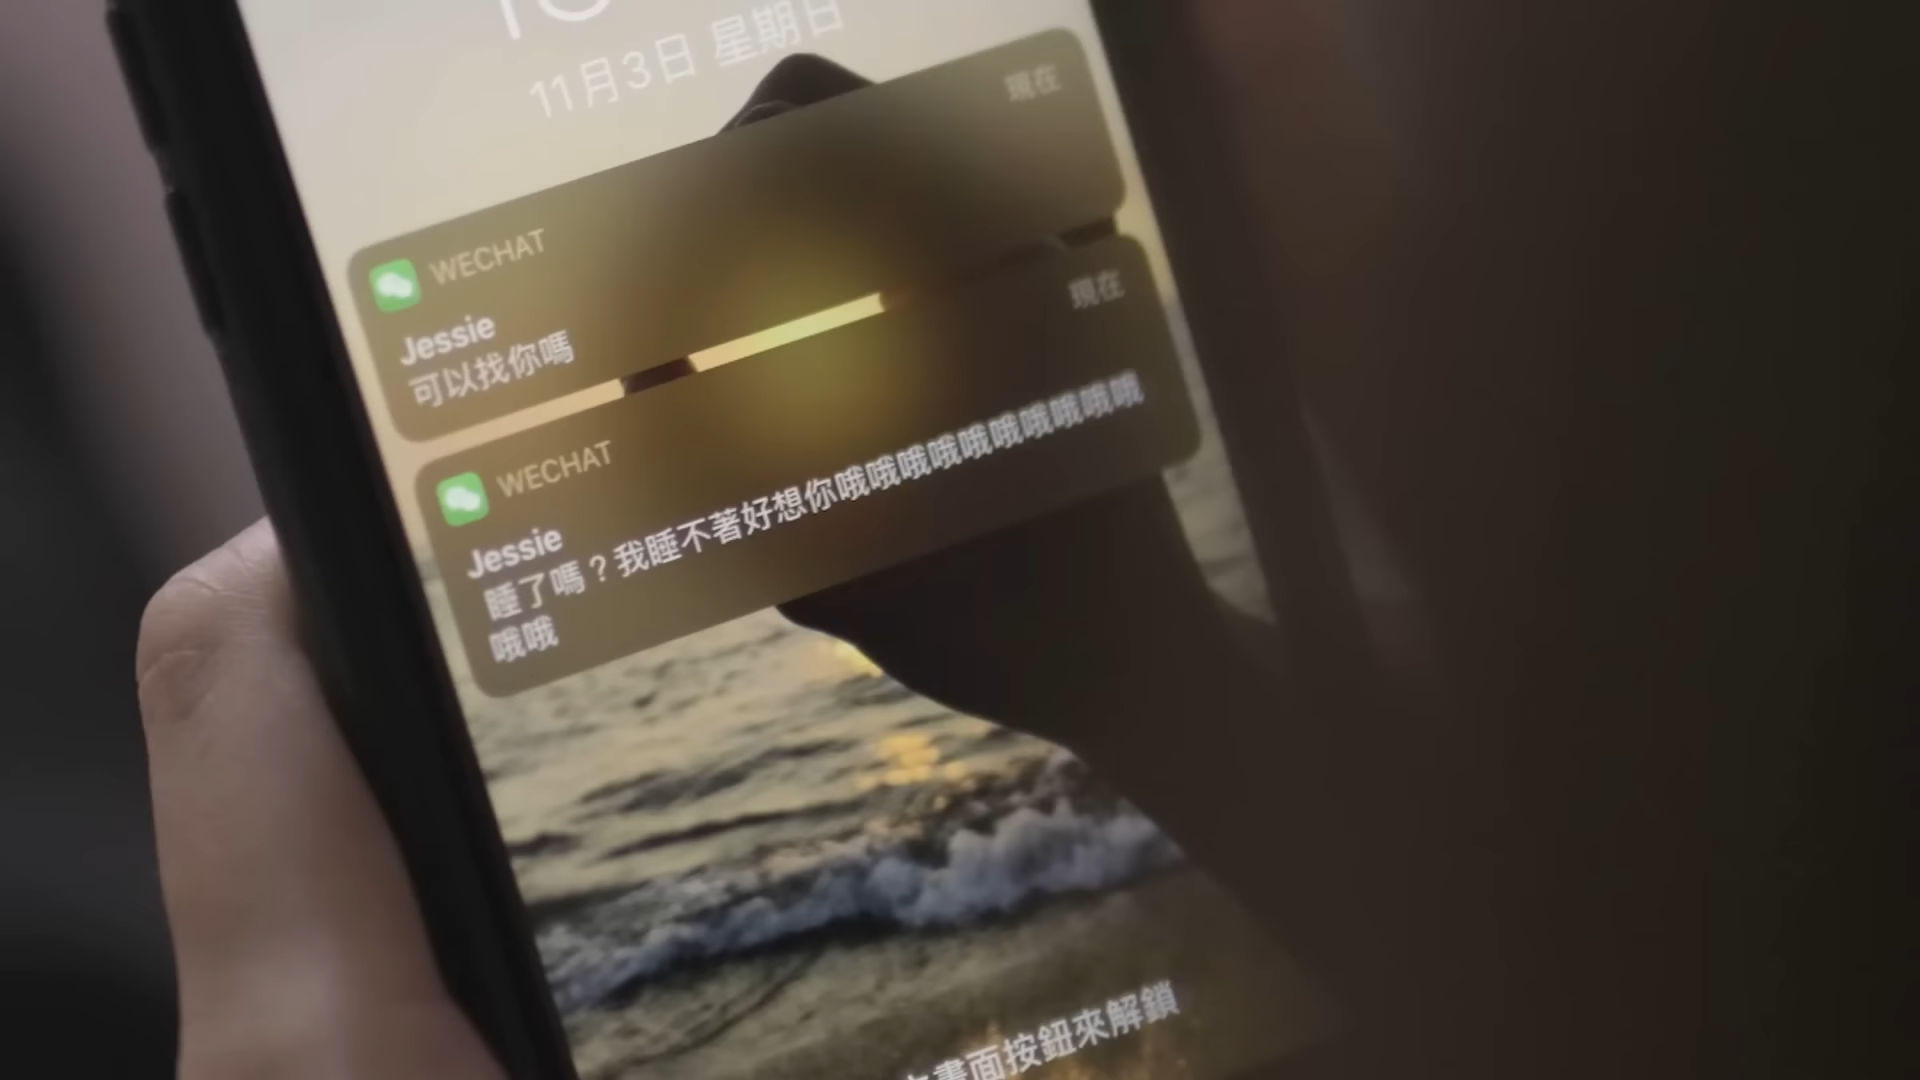 11月3日 星期日
WECHAT 現在
Jessie
可以找你嗎
WECHAT 現在
Jessie
睡了嗎？我睡不著好想你哦哦哦哦哦哦哦哦哦哦
哦哦
畫面按鈕來解鎖